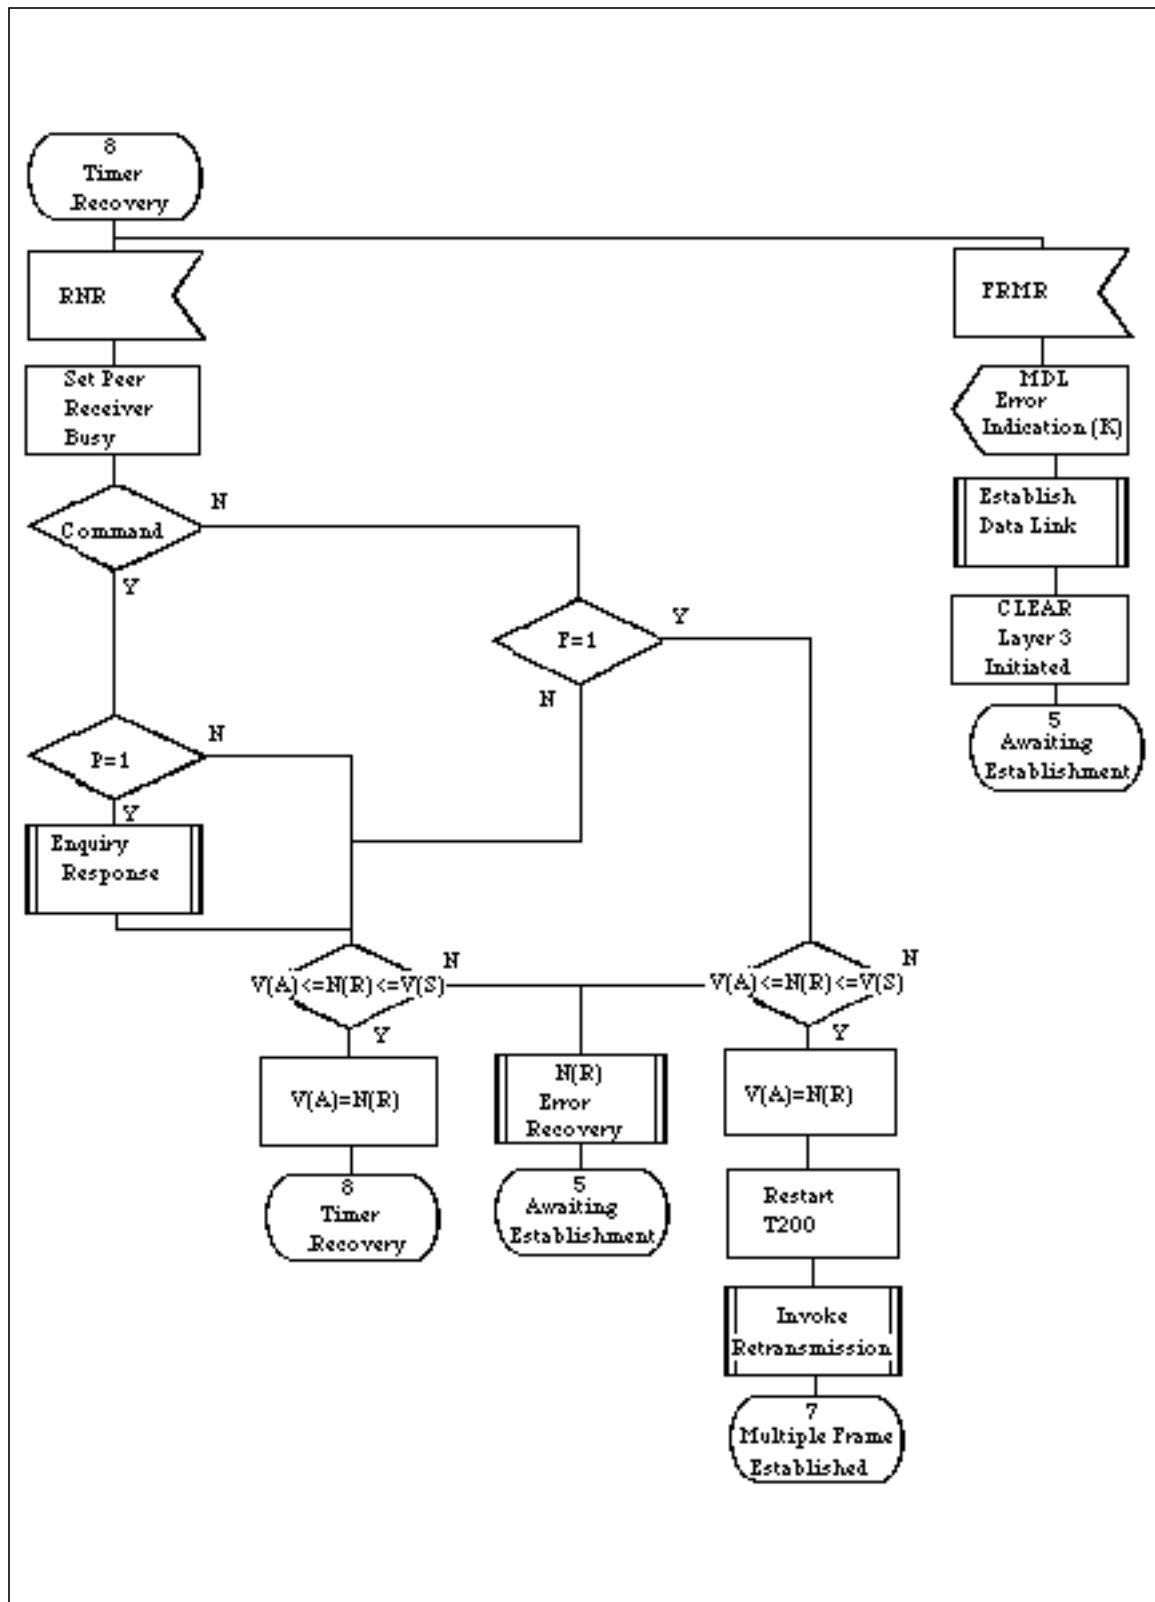 8
Timer
Recovery
RNR
FRMR
Set Peer
Receiver
Busy
MDL
Error
Indication (K)
Command
N
Y
Establish
Data Link
CLEAR
Layer 3
Initiated
F=1
Y
N
5
Awaiting
Establishment
P=1
N
Y
Enquiry
Response
V(A)<=N(R)<=V(S)
N
Y
V(A)<=N(R)<=V(S)
N
Y
V(A)=N(R)
N(R)
Error
Recovery
V(A)=N(R)
8
Timer
Recovery
5
Awaiting
Establishment
Restart
T200
Invoke
Retransmission
7
Multiple Frame
Established